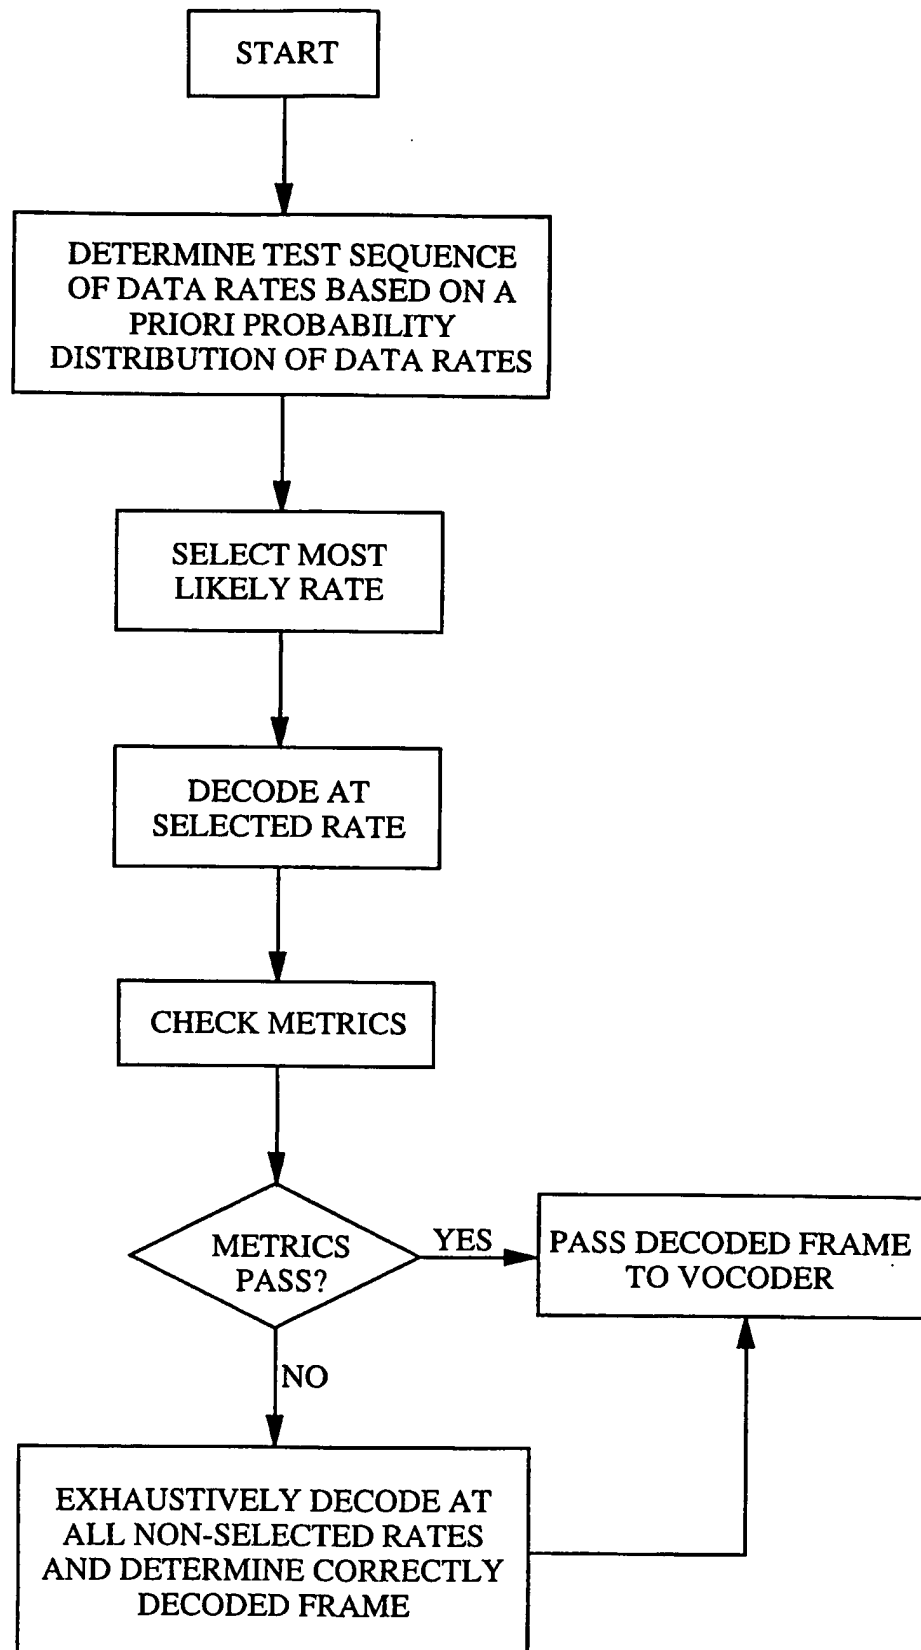 START
DETERMINE TEST SEQUENCE
OF DATA RATES BASED ON A
PRIORI PROBABILITY
DISTRIBUTION OF DATA RATES
SELECT MOST
LIKELY RATE
DECODE AT
SELECTED RATE
CHECK METRICS
METRICS
PASS?
YES
PASS DECODED FRAME
TO VOCODER
NO
EXHAUSTIVELY DECODE AT
ALL NON-SELECTED RATES
AND DETERMINE CORRECTLY
DECODED FRAME